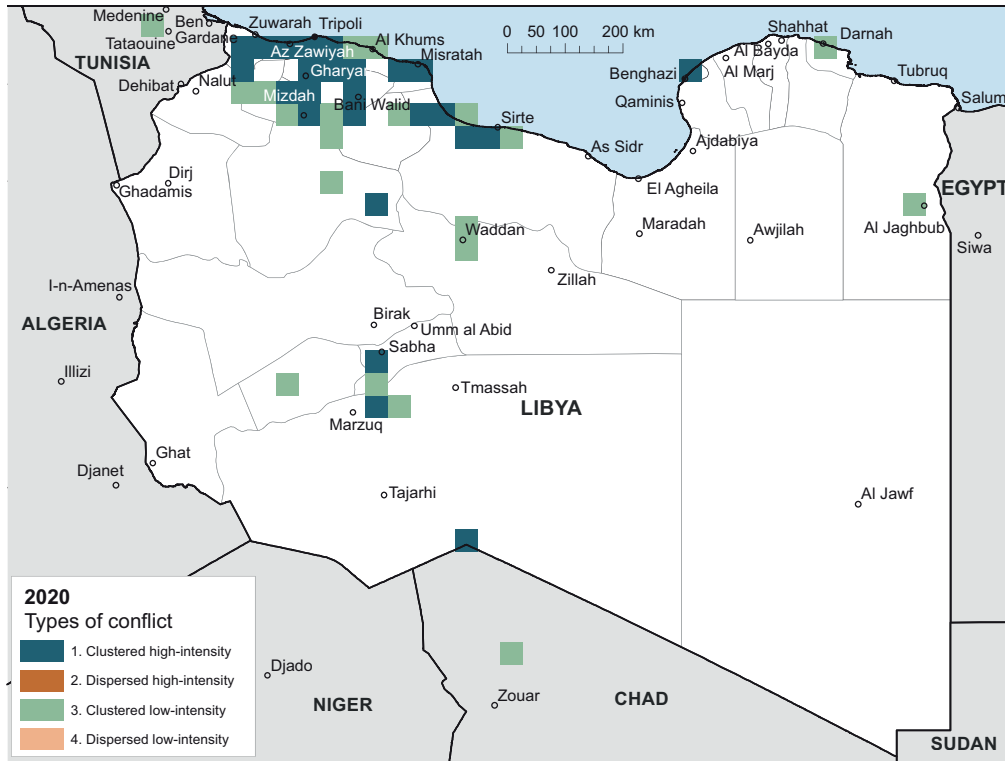 Medenine
Ben
Gardane
Zuwarah
Tripoli
Shahhat
Tataouine
Az Zawiyah
Al Khums
0 50 100 200 km
Al Bayda
Darnah
TUNISIA
Gharyan
Misratah
Benghazi
Al Marj
Dehibat
Nalut
Tubruq
Mizdah
Bani Walid
Qaminis
Salum
Sirte
As Sidr
Ajdabiya
Dirj
Ghadamis
El Agheila
EGYPT
Waddan
Maradah
Awjilah
Al Jaghbub
Siwa
Zillah
I-n-Amenas
ALGERIA
Birak
Umm al Abid
Sabha
Illizi
Tmassah
LIBYA
Marzuq
Ghat
Djanet
Tajarhi
Al Jawf
2020
Types of conflict
1. Clustered high-intensity
2. Dispersed high-intensity
3. Clustered low-intensity
4. Dispersed low-intensity
Djado
Zouar
NIGER
CHAD
SUDAN